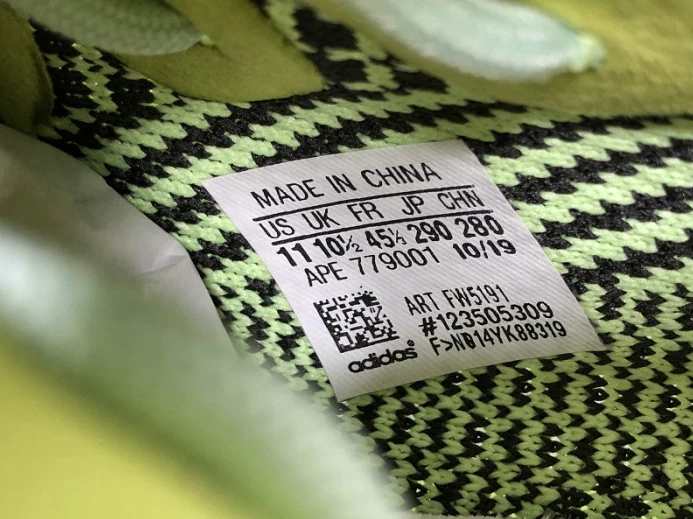 MADE IN CHINA
US UK FR JP CHN
11 10½ 45⅓ 290 280
APE 779001 10/19
ART FW5191
#123505309
F>NB14YK88319
adidas